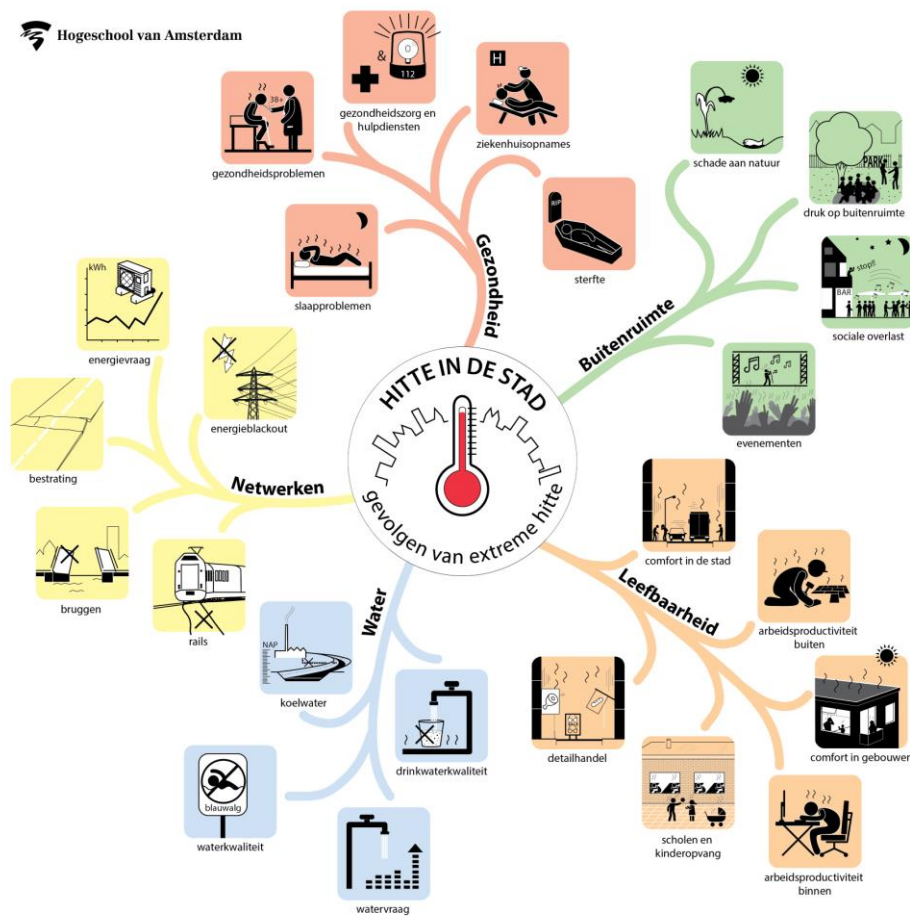 Hogeschool van Amsterdam
HITTE IN DE STAD
gevolgen van extreme hitte
Gezondheid
38+
gezondheidsproblemen
&
112
gezondheidszorg en
hulpdiensten
H
ziekenhuisopnames
slaapproblemen
RIP
sterfte
Buitenruimte
schade aan natuur
PARK
druk op buitenruimte
stop!!
BAR
sociale overlast
evenementen
Netwerken
kWh
energievraag
energieblackout
bestrating
bruggen
rails
Water
NAP
koelwater
drinkwaterkwaliteit
blauwalg
waterkwaliteit
watervraag
Leefbaarheid
comfort in de stad
arbeidsproductiviteit
buiten
detailhandel
comfort in gebouwen
scholen en
kinderopvang
arbeidsproductiviteit
binnen